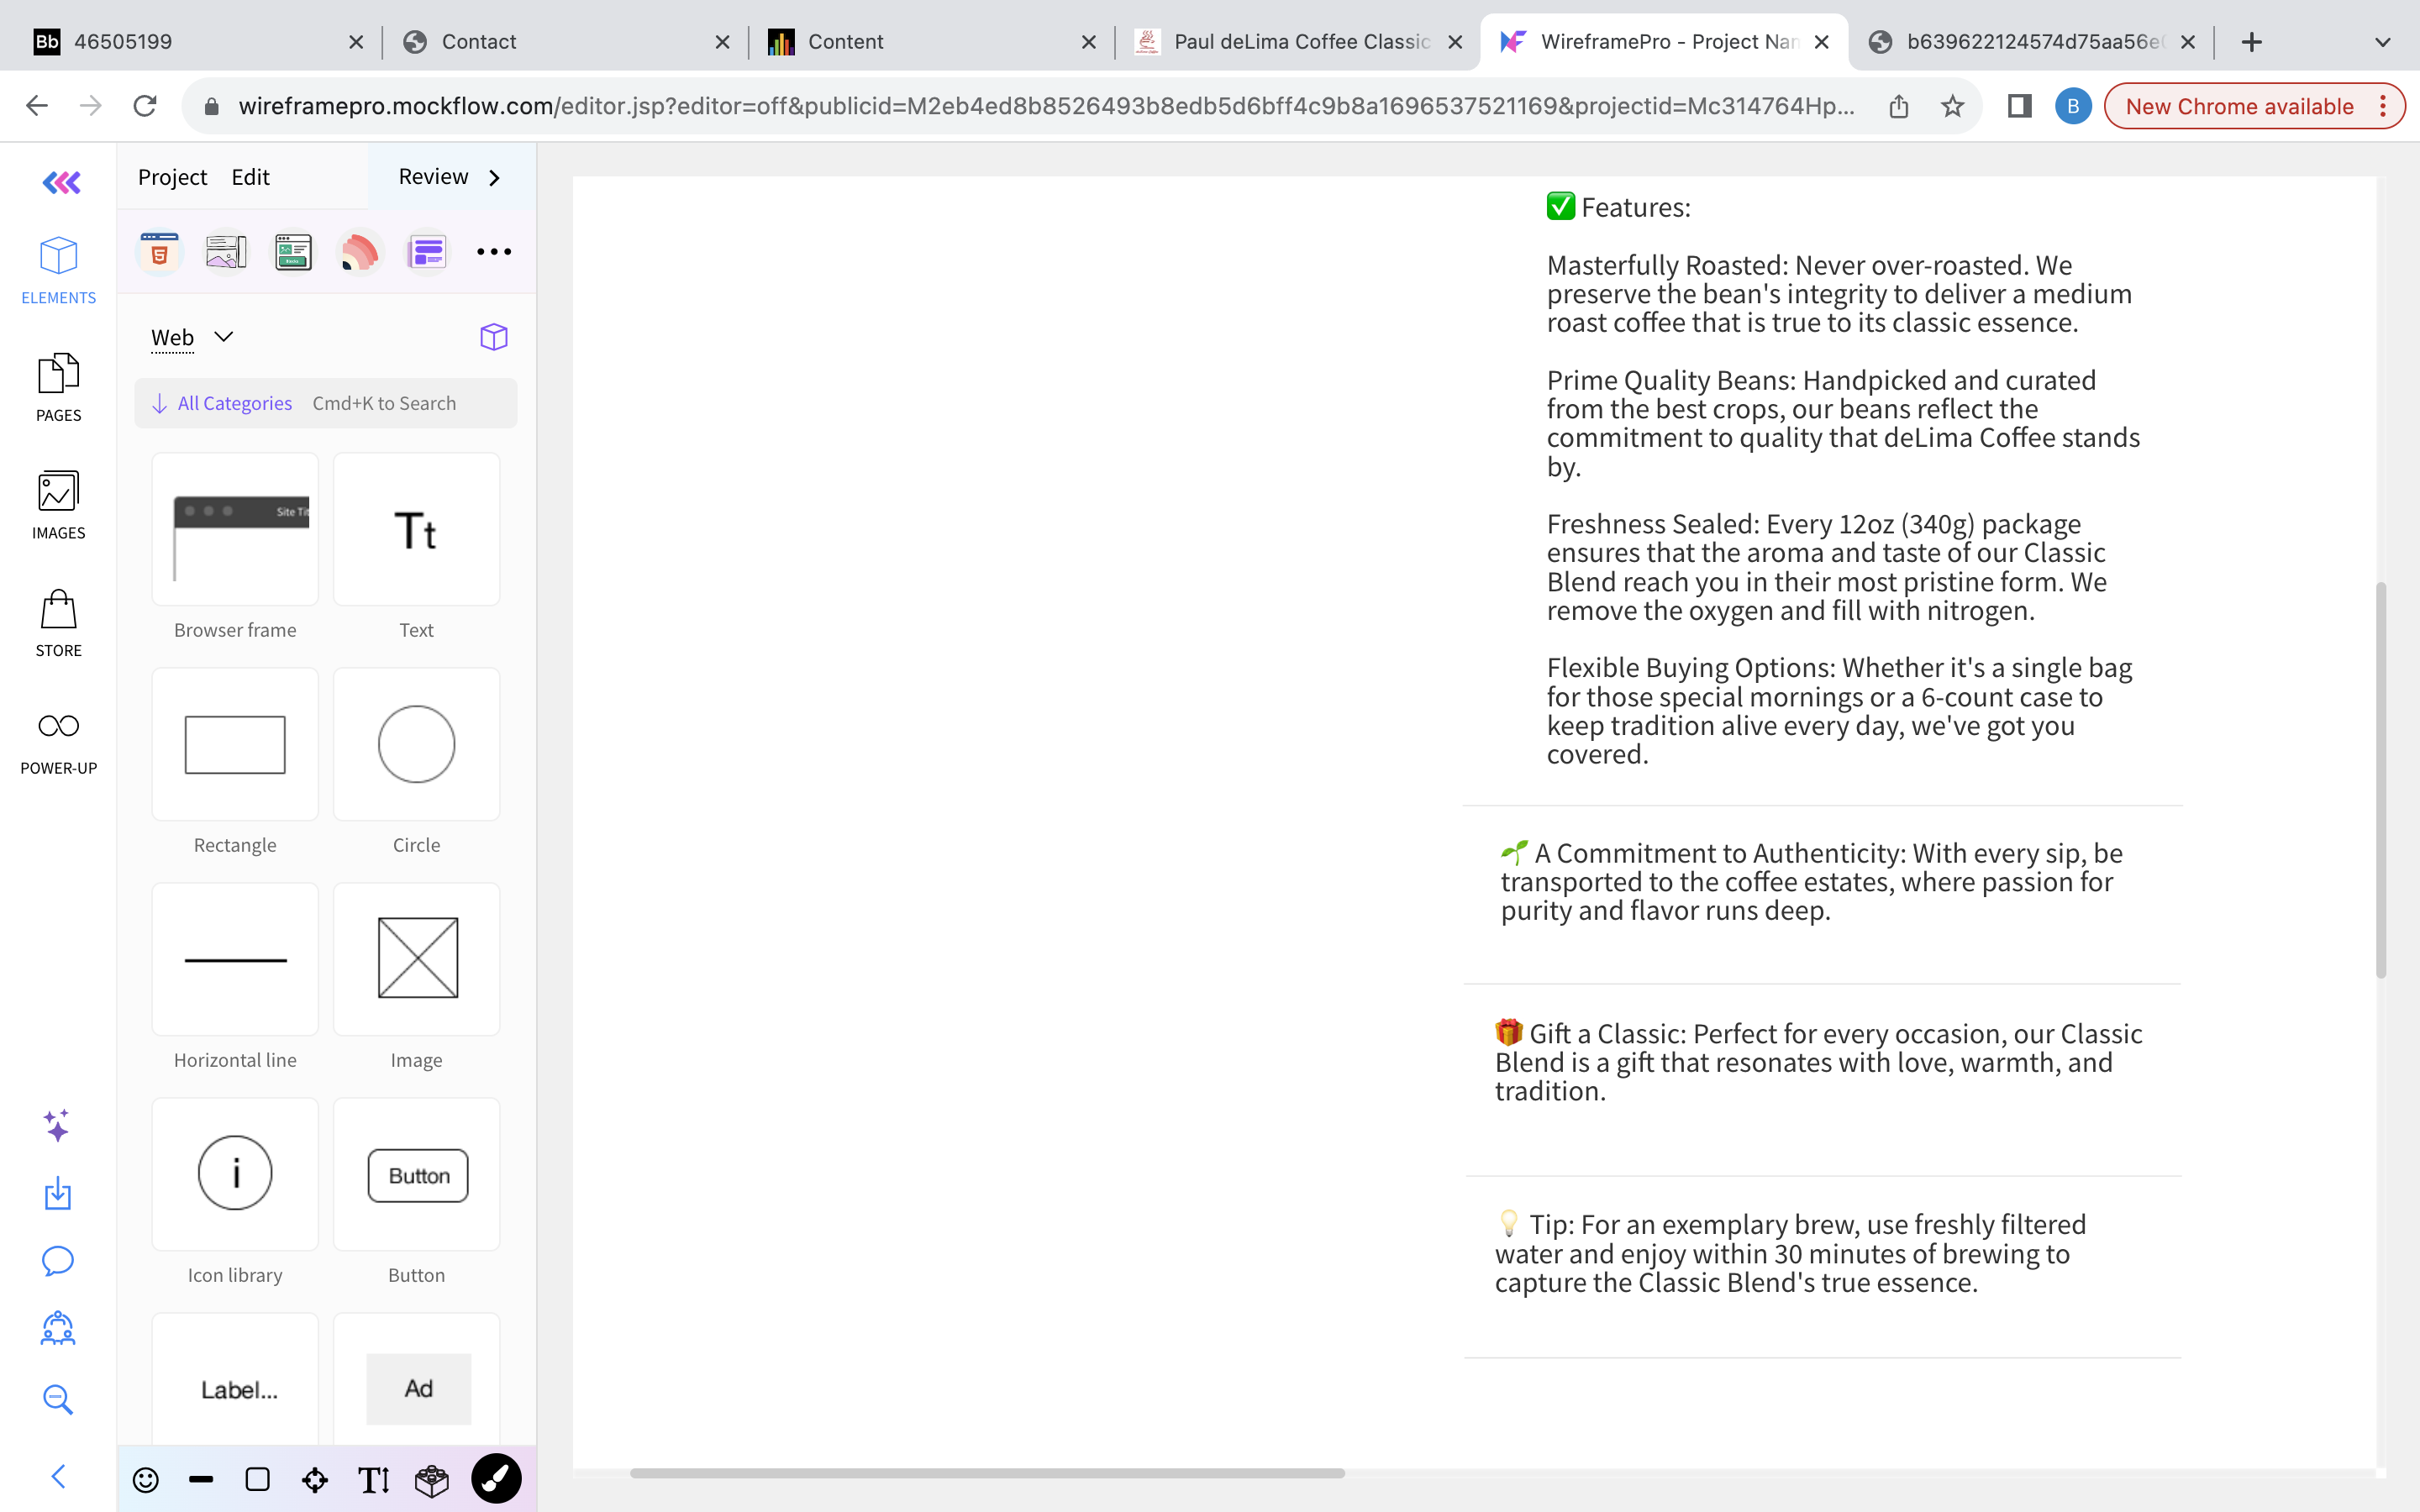 Bb 46505199
Contact
Content
Paul deLima Coffee Classic
WireframePro - Project Nan
b639622124574d75aa56e
wireframepro.mockflow.com/editor.jsp?editor=off&publicid=M2eb4ed8b8526493b8edb5d6bff4c9b8a1696537521169&projectid=Mc314764Hp...
B
New Chrome available
Project Edit Review
ELEMENTS
PAGES
IMAGES
STORE
POWER-UP
Web
All Categories Cmd+K to Search
Site Tit
Tt
Browser frame
Text
Rectangle
Circle
Horizontal line
Image
i
Button
Icon library
Button
Label...
Ad
✅ Features:
Masterfully Roasted: Never over-roasted. We
preserve the bean's integrity to deliver a medium
roast coffee that is true to its classic essence.
Prime Quality Beans: Handpicked and curated
from the best crops, our beans reflect the
commitment to quality that deLima Coffee stands
by.
Freshness Sealed: Every 12oz (340g) package
ensures that the aroma and taste of our Classic
Blend reach you in their most pristine form. We
remove the oxygen and fill with nitrogen.
Flexible Buying Options: Whether it's a single bag
for those special mornings or a 6-count case to
keep tradition alive every day, we've got you
covered.
🌱 A Commitment to Authenticity: With every sip, be
transported to the coffee estates, where passion for
purity and flavor runs deep.
🎁 Gift a Classic: Perfect for every occasion, our Classic
Blend is a gift that resonates with love, warmth, and
tradition.
💡 Tip: For an exemplary brew, use freshly filtered
water and enjoy within 30 minutes of brewing to
capture the Classic Blend's true essence.